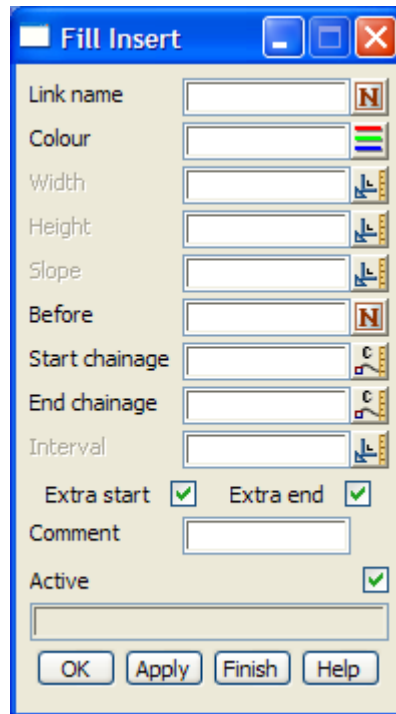 Fill Insert
Link name N
Colour
Width
Height
Slope
Before N
Start chainage C
End chainage C
Interval
Extra start Extra end
Comment
Active
OK Apply Finish Help